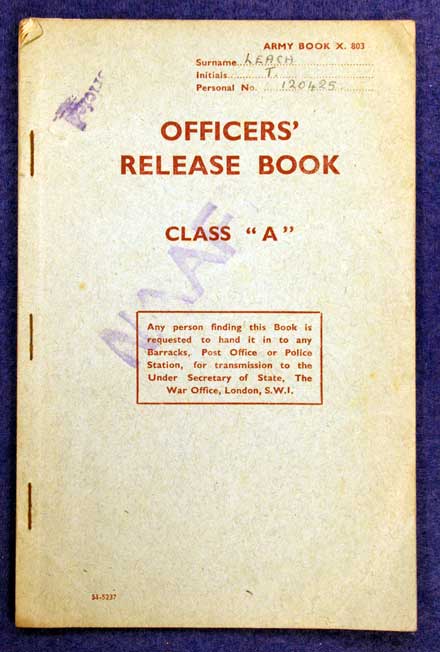 ARMY BOOK X. 803
Surname LEACH
Initials T.
Personal No. 120425
OFFICERS'
RELEASE BOOK
CLASS "A"
NAAF
Any person finding this Book is
requested to hand it in to any
Barracks, Post Office or Police
Station, for transmission to the
Under Secretary of State, The
War Office, London, S.W.1.
51-5237